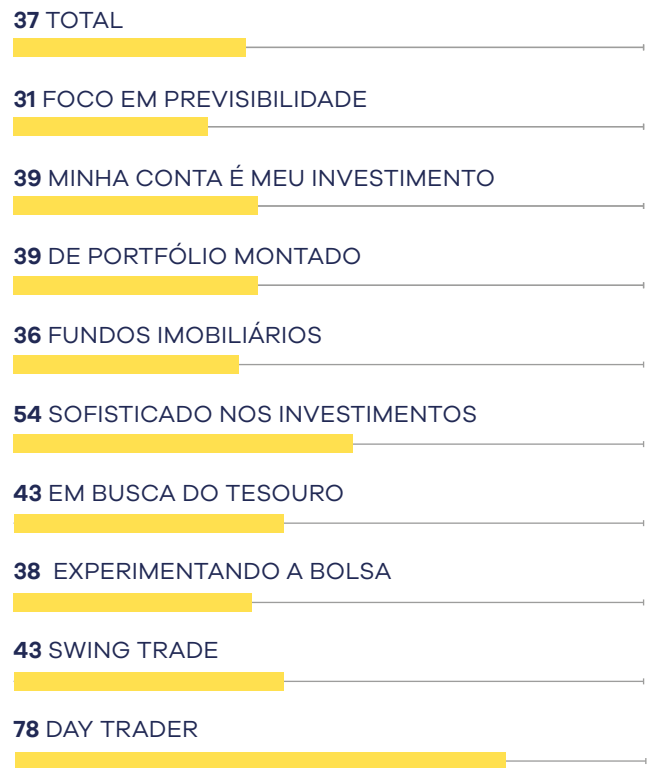 37 TOTAL
31 FOCO EM PREVISIBILIDADE
39 MINHA CONTA É MEU INVESTIMENTO
39 DE PORTFÓLIO MONTADO
36 FUNDOS IMOBILIÁRIOS
54 SOFISTICADO NOS INVESTIMENTOS
43 EM BUSCA DO TESOURO
38 EXPERIMENTANDO A BOLSA
43 SWING TRADE
78 DAY TRADER